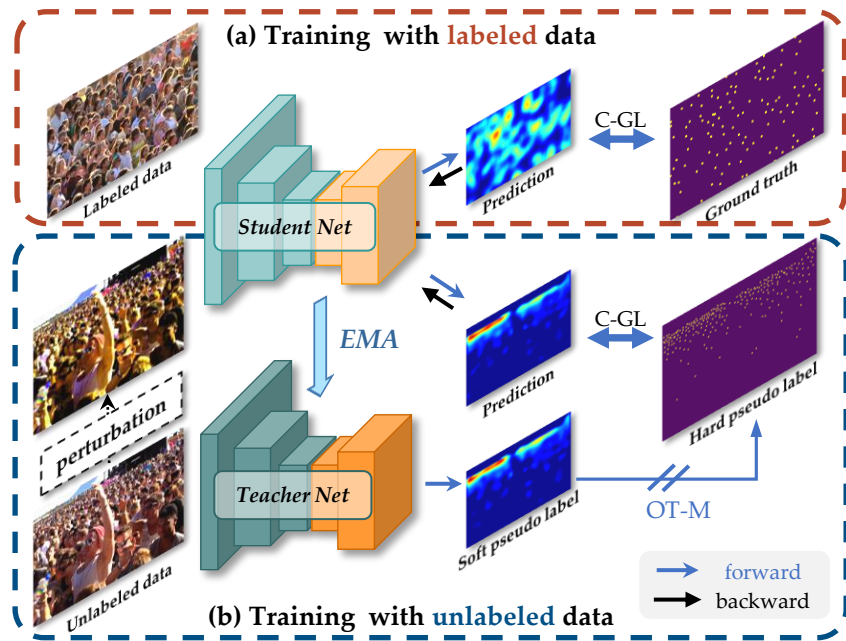 (a) Training with labeled data
Labeled data
Student Net
Prediction
C-GL
Ground truth
EMA
perturbation
Prediction
C-GL
Hard pseudo label
Unlabeled data
Teacher Net
Soft pseudo label
OT-M
forward
backward
(b) Training with unlabeled data